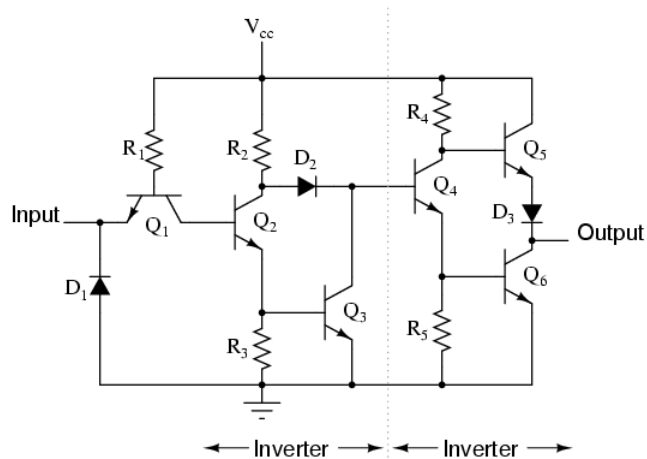 Vcc
R4
R1
R2
D2
Q5
Q4
Input
Q1
Q2
D3
Output
D1
Q6
Q3
R3
R5
Inverter
Inverter